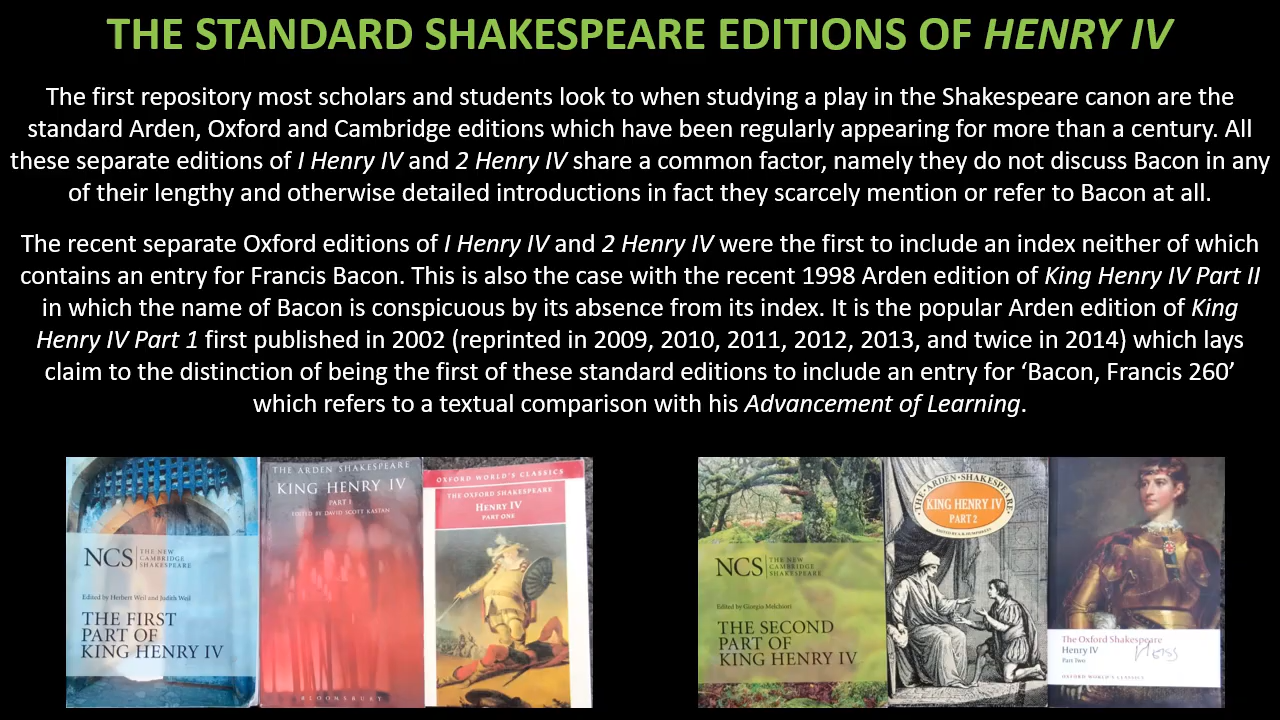 THE STANDARD SHAKESPEARE EDITIONS OF HENRY IV
The first repository most scholars and students look to when studying a play in the Shakespeare canon are the
standard Arden, Oxford and Cambridge editions which have been regularly appearing for more than a century. All
these separate editions of I Henry IV and 2 Henry IV share a common factor, namely they do not discuss Bacon in any
of their lengthy and otherwise detailed introductions in fact they scarcely mention or refer to Bacon at all.
The recent separate Oxford editions of I Henry IV and 2 Henry IV were the first to include an index neither of which
contains an entry for Francis Bacon. This is also the case with the recent 1998 Arden edition of King Henry IV Part II
in which the name of Bacon is conspicuous by its absence from its index. It is the popular Arden edition of King
Henry IV Part 1 first published in 2002 (reprinted in 2009, 2010, 2011, 2012, 2013, and twice in 2014) which lays
claim to the distinction of being the first of these standard editions to include an entry for ‘Bacon, Francis 260’
which refers to a textual comparison with his Advancement of Learning.
NCS
THE NEW
CAMBRIDGE
SHAKESPEARE
Edited by Herbert Weil and Judith Weil
THE FIRST
PART OF
KING HENRY IV
THE ARDEN SHAKESPEARE
KING HENRY IV
PART I
EDITED BY DAVID SCOTT KASTAN
BLOOMSBURY
OXFORD WORLD'S CLASSICS
THE OXFORD SHAKESPEARE
HENRY IV
PART ONE
NCS
THE NEW
CAMBRIDGE
SHAKESPEARE
Edited by Giorgio Melchiori
THE SECOND
PART OF
KING HENRY IV
THE·ARDEN·SHAKESPEARE
KING HENRY IV
PART 2
EDITED BY A.R. HUMPHREYS
The Oxford Shakespeare
Henry IV
Part Two
OXFORD WORLD'S CLASSICS